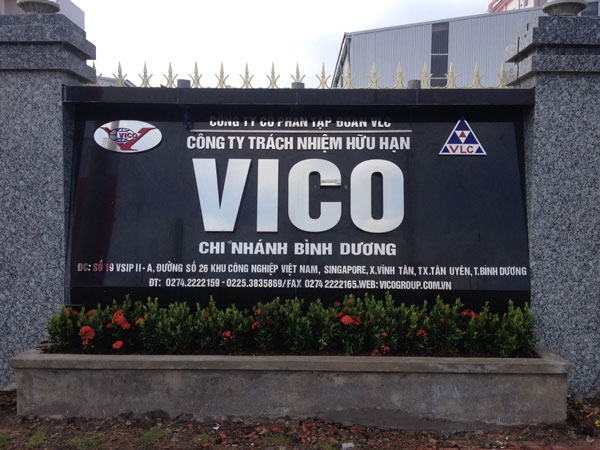 CÔNG TY CỔ PHẦN TẬP ĐOÀN VLC
VICO
CÔNG TY TRÁCH NHIỆM HỮU HẠN
VLC
VICO
CHI NHÁNH BÌNH DƯƠNG
ĐC: SỐ 19 VSIP II - A, ĐƯỜNG SỐ 26 KHU CÔNG NGHIỆP VIỆT NAM, SINGAPORE, X.VĨNH TÂN, TX.TÂN UYÊN, T.BÌNH DƯƠNG
ĐT: 0274.2222159 - 0225.3835869/FAX 0274 2222165.WEB: VICOGROUP.COM.VN